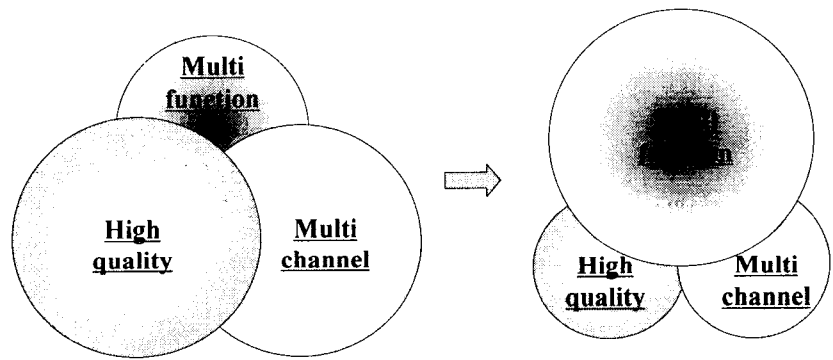 Multi
function
High
quality
Multi
channel
High
quality
Multi
channel